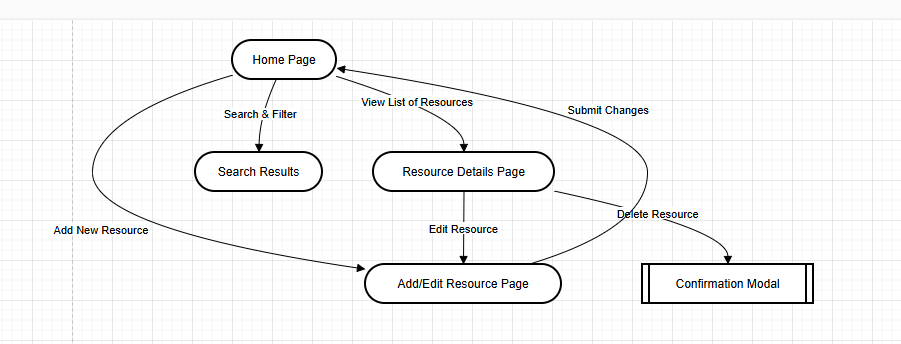 Home Page
View List of Resources
Submit Changes
Search & Filter
Search Results
Resource Details Page
Delete Resource
Add New Resource
Edit Resource
Add/Edit Resource Page
Confirmation Modal